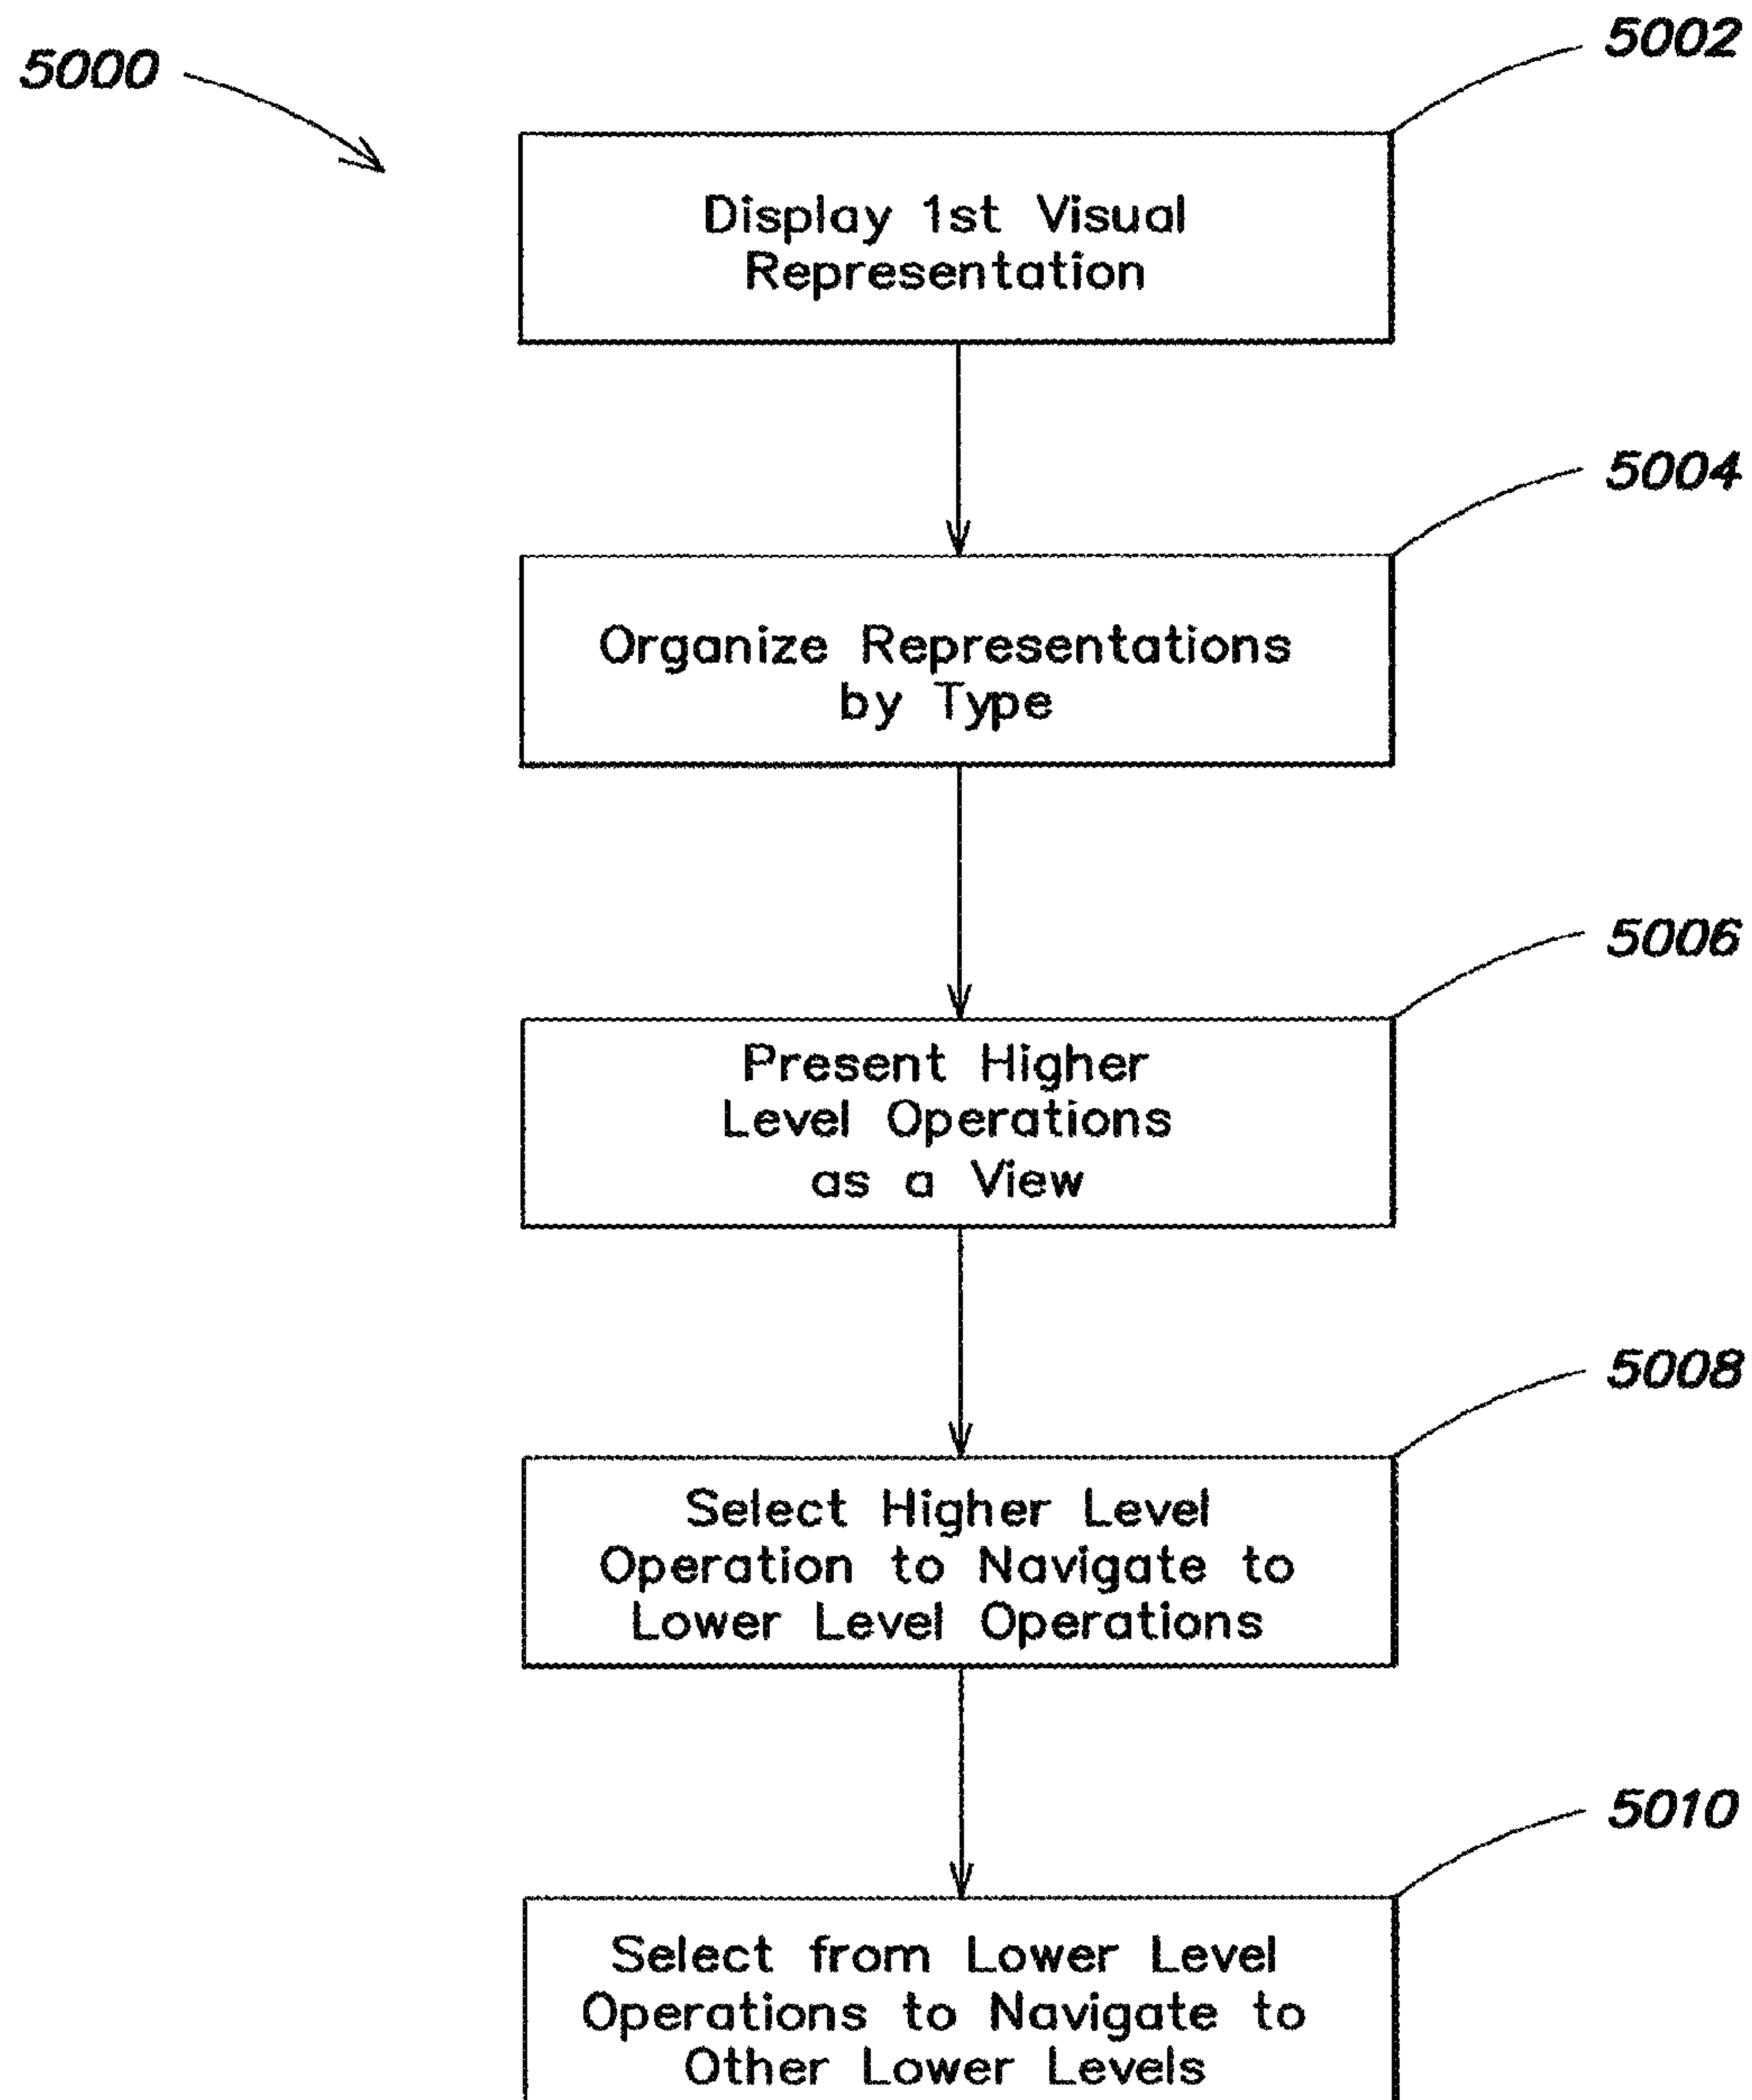 5000
5002
Display 1st Visual
Representation
5004
Organize Representations
by Type
5006
Present Higher
Level Operations
as a View
5008
Select Higher Level
Operation to Navigate to
Lower Level Operations
5010
Select from Lower Level
Operations to Navigate to
Other Lower Levels